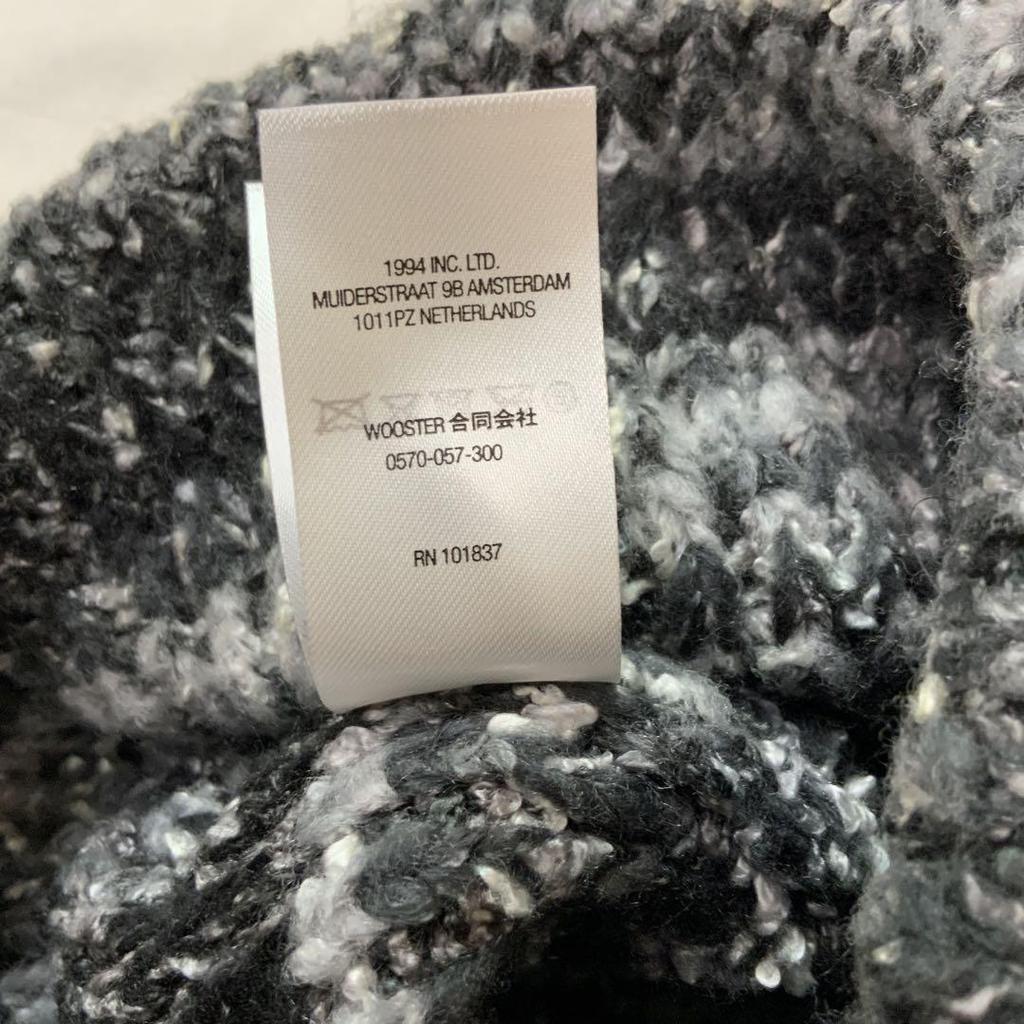 1994 INC. LTD.
MUIDERSTRAAT 9B AMSTERDAM
1011PZ NETHERLANDS
WOOSTER 合同会社
0570-057-300
RN 101837